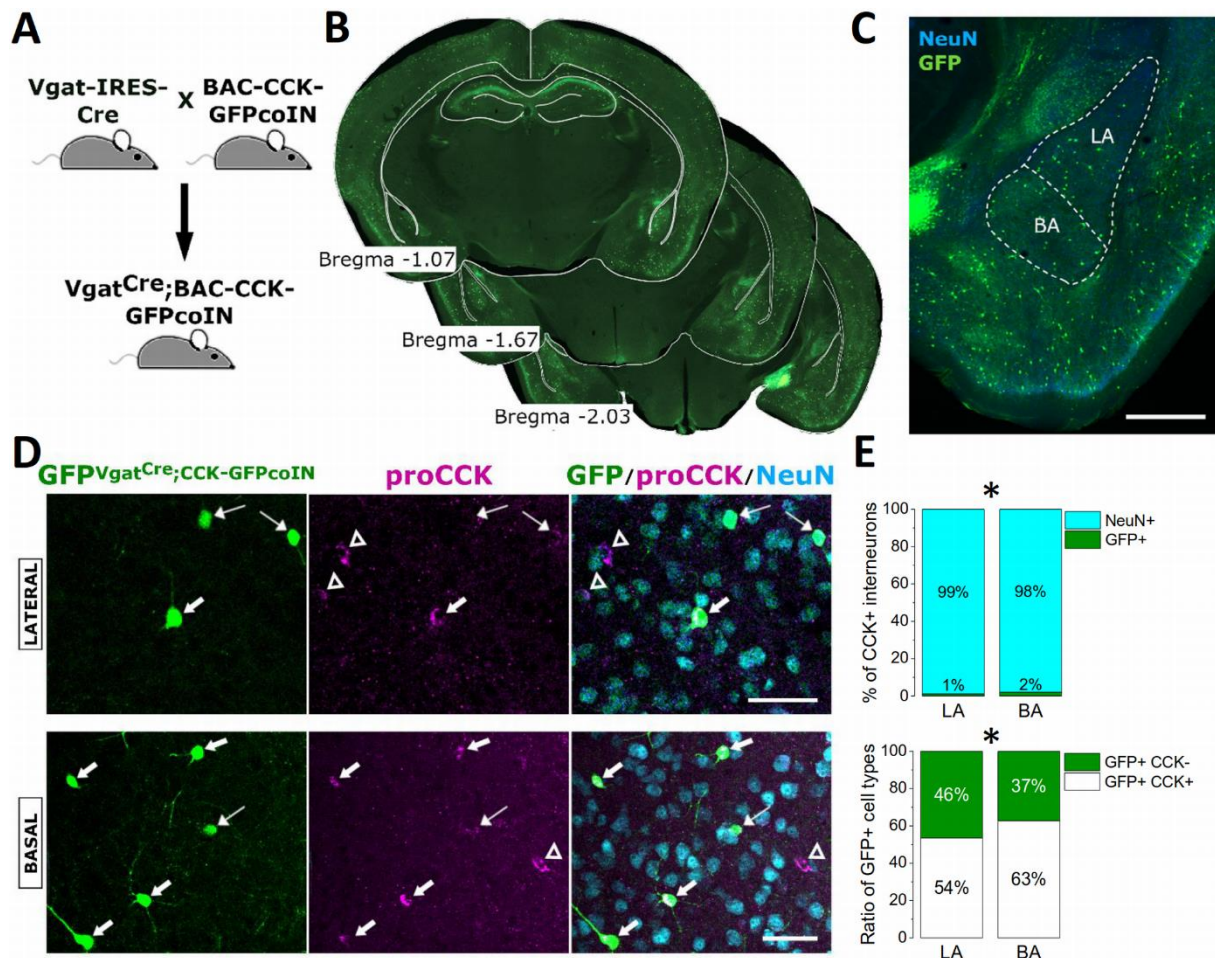 A
Vgat-IRES-
Cre
X
BAC-CCK-
GFPcoIN
VgatCre;BAC-CCK-
GFPcoIN
B
Bregma -1.07
Bregma -1.67
Bregma -2.03
C
NeuN
GFP
LA
BA
D
GFPVgatCre;CCK-GFPcoIN
proCCK
GFP/proCCK/NeuN
LATERAL
BASAL
E
*
% of CCK+ interneurons
100
80
60
40
20
0
99%
98%
1%
2%
LA
BA
NeuN+
GFP+
*
Ratio of GFP+ cell types
100
80
60
40
20
0
46%
37%
54%
63%
LA
BA
GFP+ CCK-
GFP+ CCK+